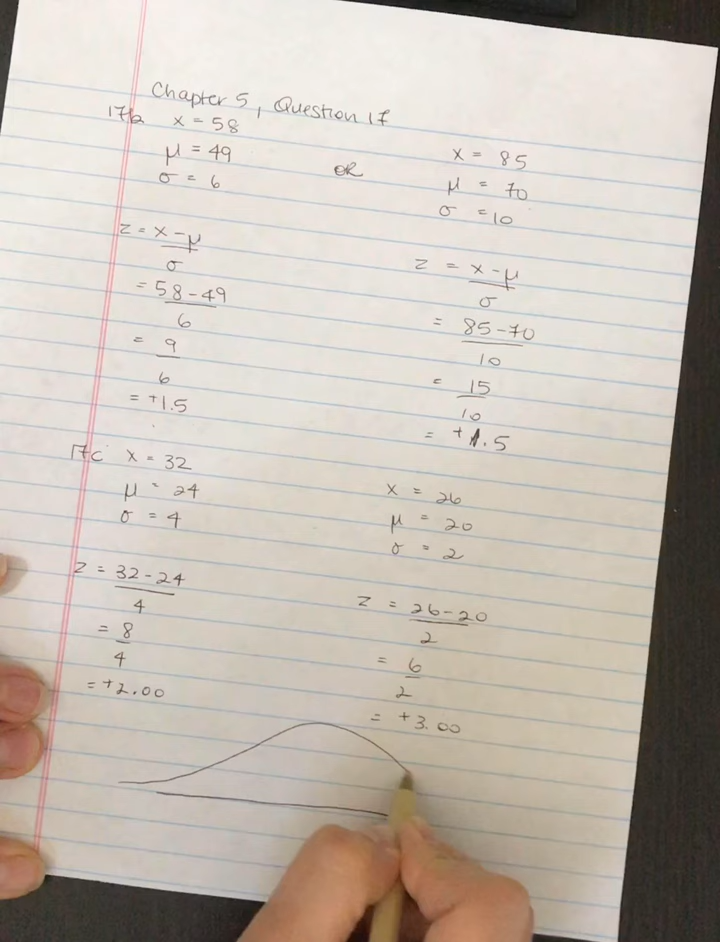 Chapter 5, Question 17
17b x = 58
μ = 49
σ = 6
OR
x = 85
μ = 70
σ = 10
z = x - μ
σ
= 58 - 49
6
= 9
6
= +1.5
z = x - μ
σ
= 85 - 70
10
= 15
10
= +1.5
17c x = 32
μ = 24
σ = 4
x = 26
μ = 20
σ = 2
z = 32 - 24
4
= 8
4
= +2.00
z = 26 - 20
2
= 6
2
= +3.00